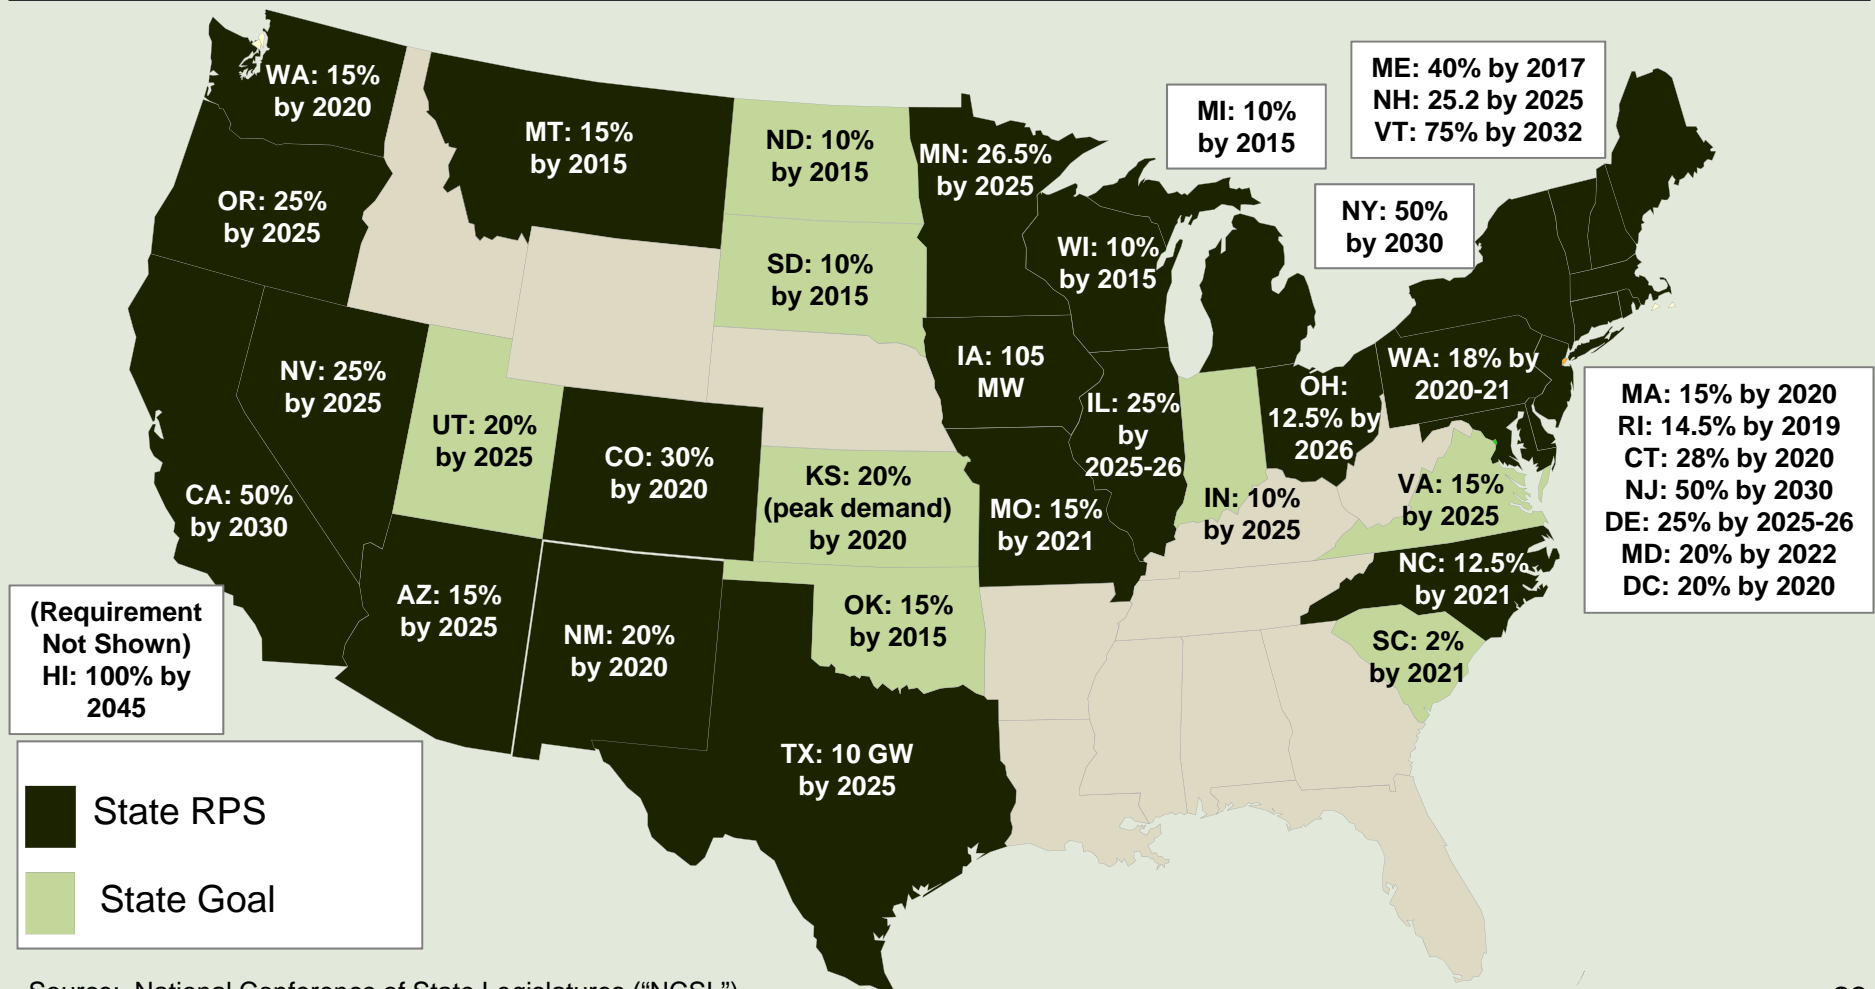 WA: 15%
by 2020
MT: 15%
by 2015
ND: 10%
by 2015
MN: 26.5%
by 2025
MI: 10%
by 2015
ME: 40% by 2017
NH: 25.2 by 2025
VT: 75% by 2032
OR: 25%
by 2025
SD: 10%
by 2015
WI: 10%
by 2015
NY: 50%
by 2030
NV: 25%
by 2025
UT: 20%
by 2025
CO: 30%
by 2020
IA: 105
MW
IL: 25%
by
2025-26
OH:
12.5% by
2026
WA: 18% by
2020-21
MA: 15% by 2020
RI: 14.5% by 2019
CT: 28% by 2020
NJ: 50% by 2030
DE: 25% by 2025-26
MD: 20% by 2022
DC: 20% by 2020
CA: 50%
by 2030
KS: 20%
(peak demand)
by 2020
MO: 15%
by 2021
IN: 10%
by 2025
VA: 15%
by 2025
NC: 12.5%
by 2021
AZ: 15%
by 2025
NM: 20%
by 2020
OK: 15%
by 2015
SC: 2%
by 2021
(Requirement
Not Shown)
HI: 100% by
2045
TX: 10 GW
by 2025
State RPS
State Goal
Source: National Conference of State Legislatures ("NCSL")